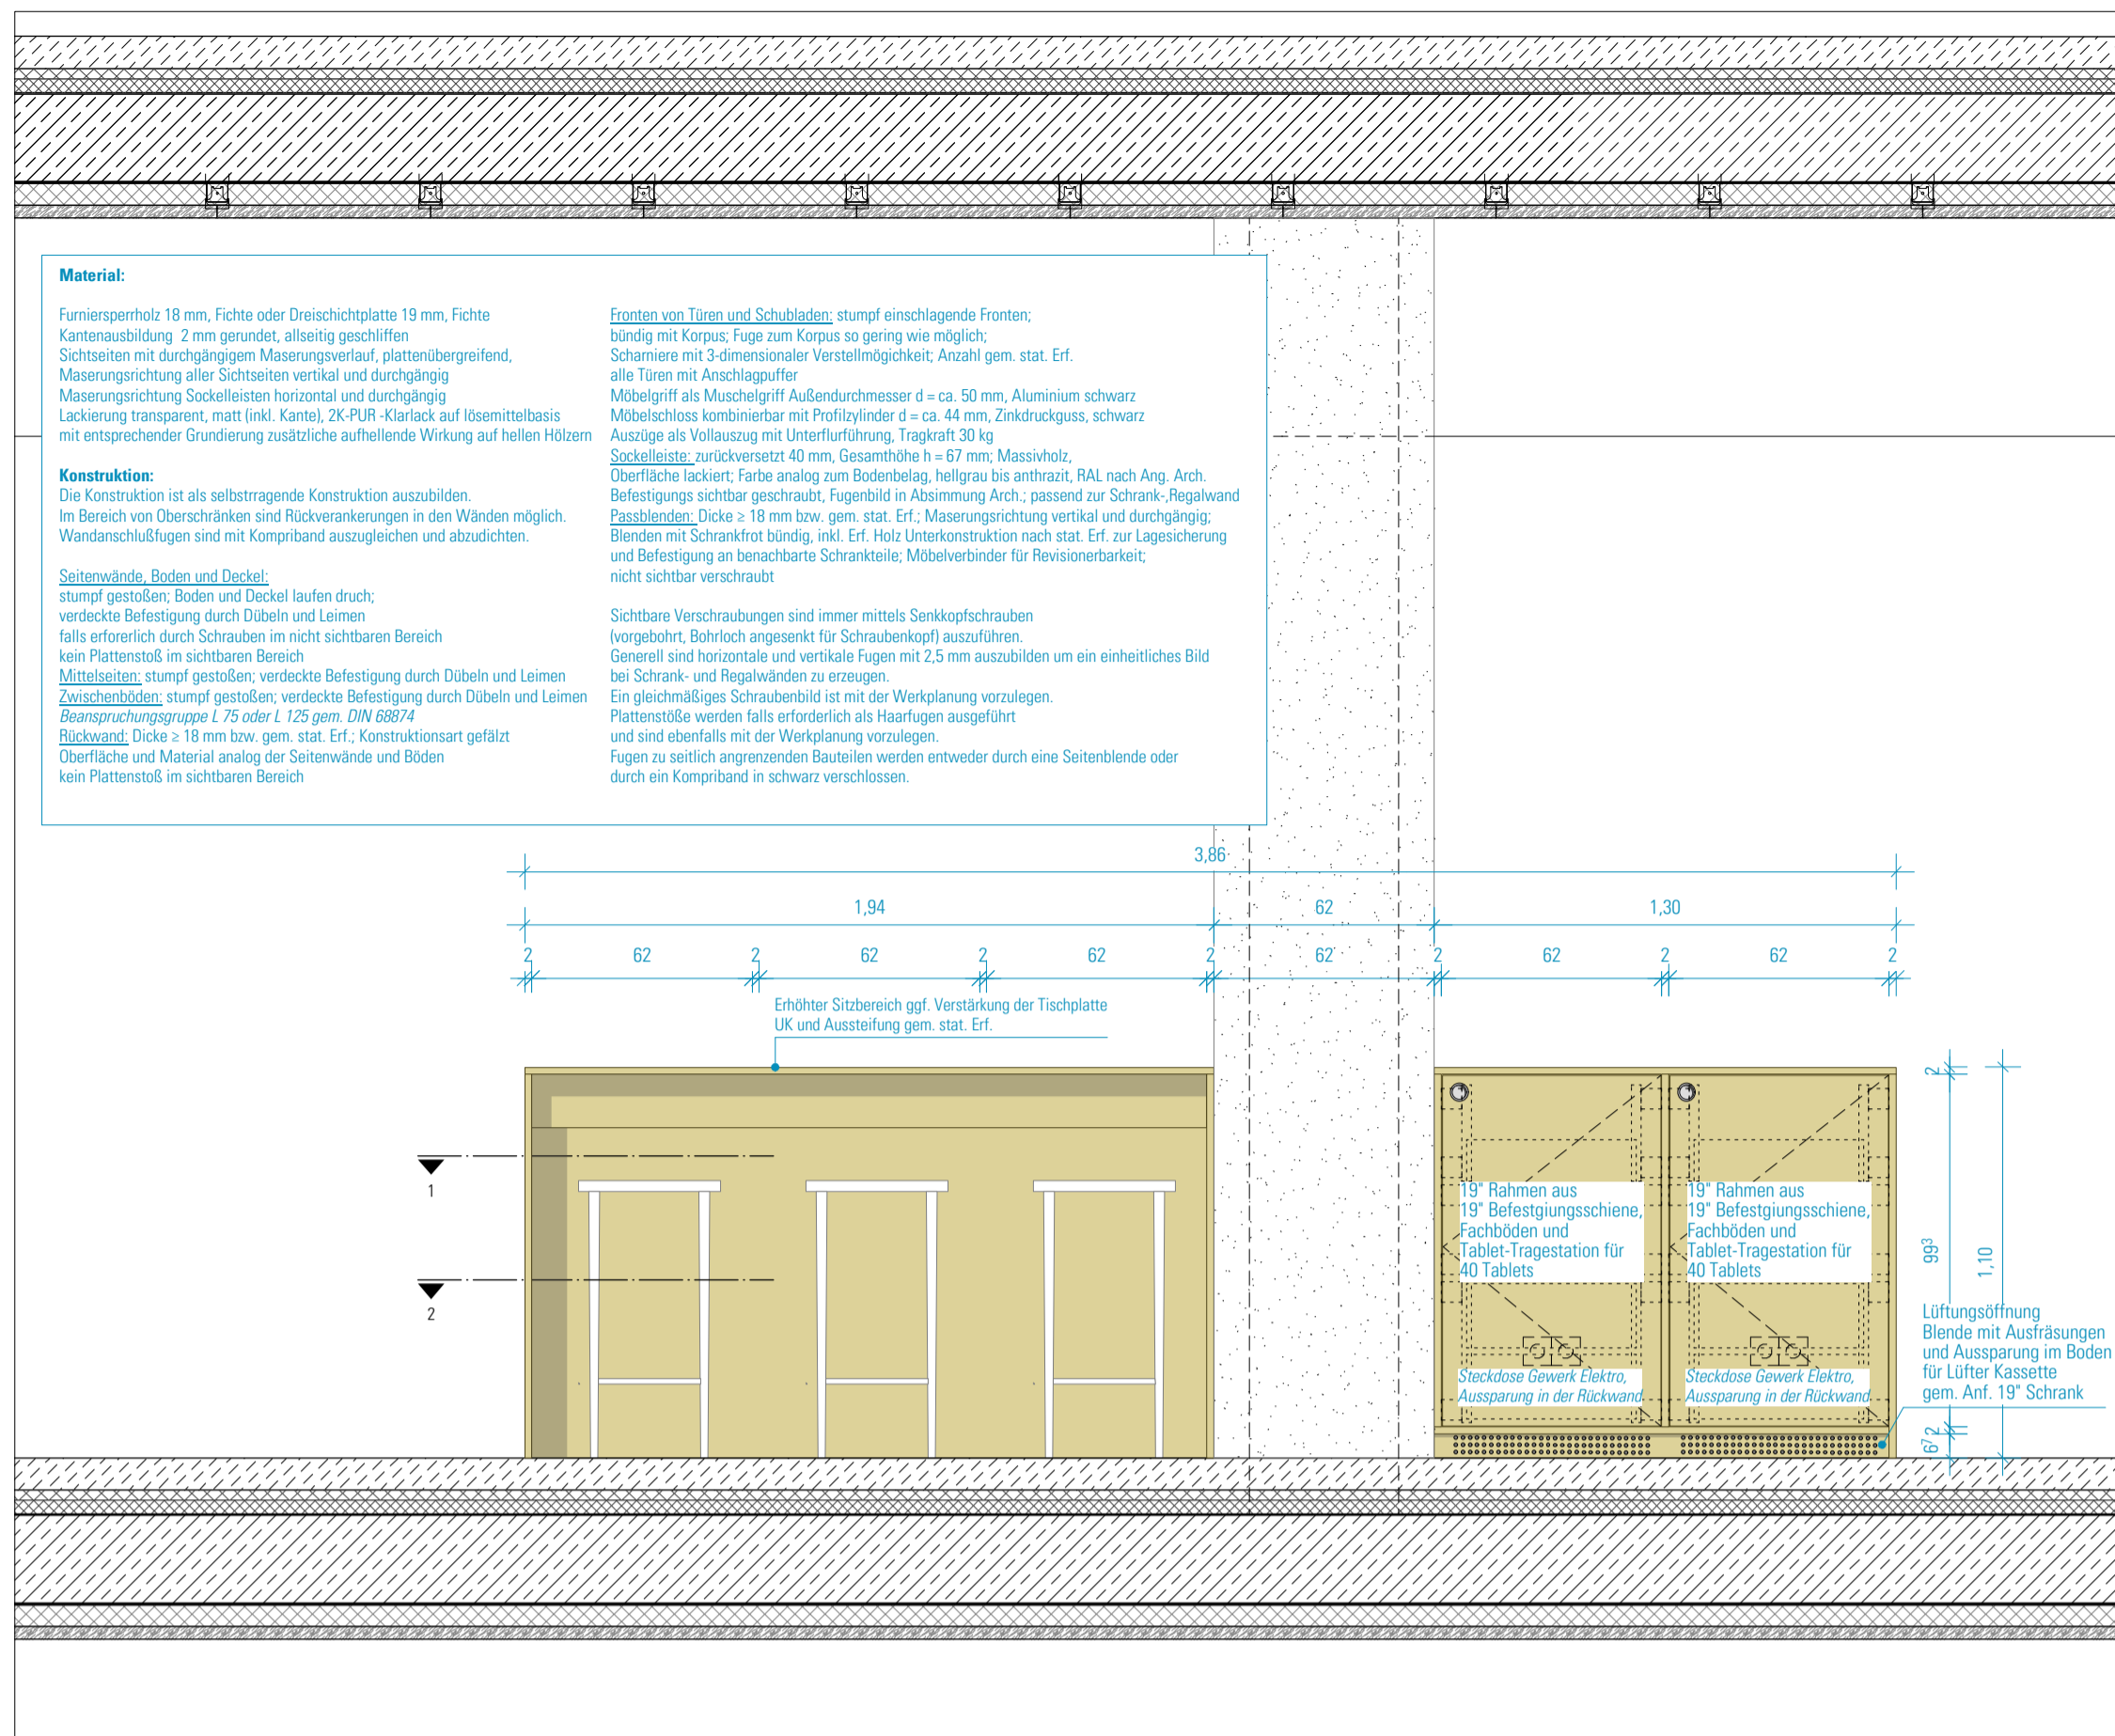 Material:
Furniersperrholz 18 mm, Fichte oder Dreischichtplatte 19 mm, Fichte
Kantenausbildung  2 mm gerundet, allseitig geschliffen
Sichtseiten mit durchgängigem Maserungsverlauf, plattenübergreifend,
Maserungsrichtung aller Sichtseiten vertikal und durchgängig
Maserungsrichtung Sockelleisten horizontal und durchgängig
Lackierung transparent, matt (inkl. Kante), 2K-PUR -Klarlack auf lösemittelbasis
mit entsprechender Grundierung zusätzliche aufhellende Wirkung auf hellen Hölzern
Konstruktion:
Die Konstruktion ist als selbstrragende Konstruktion auszubilden.
Im Bereich von Oberschränken sind Rückverankerungen in den Wänden möglich.
Wandanschlußfugen sind mit Kompriband auszugleichen und abzudichten.
Seitenwände, Boden und Deckel:
stumpf gestoßen; Boden und Deckel laufen druch;
verdeckte Befestigung durch Dübeln und Leimen
falls erforerlich durch Schrauben im nicht sichtbaren Bereich
kein Plattenstoß im sichtbaren Bereich
Mittelseiten: stumpf gestoßen; verdeckte Befestigung durch Dübeln und Leimen
Zwischenböden: stumpf gestoßen; verdeckte Befestigung durch Dübeln und Leimen
Beanspruchungsgruppe L 75 oder L 125 gem. DIN 68874
Rückwand: Dicke ≥ 18 mm bzw. gem. stat. Erf.; Konstruktionsart gefälzt
Oberfläche und Material analog der Seitenwände und Böden
kein Plattenstoß im sichtbaren Bereich
Fronten von Türen und Schubladen: stumpf einschlagende Fronten;
bündig mit Korpus; Fuge zum Korpus so gering wie möglich;
Scharniere mit 3-dimensionaler Verstellmögichkeit; Anzahl gem. stat. Erf.
alle Türen mit Anschlagpuffer
Möbelgriff als Muschelgriff Außendurchmesser d = ca. 50 mm, Aluminium schwarz
Möbelschloss kombinierbar mit Profilzylinder d = ca. 44 mm, Zinkdruckguss, schwarz
Auszüge als Vollauszug mit Unterflurführung, Tragkraft 30 kg
Sockelleiste: zurückversetzt 40 mm, Gesamthöhe h = 67 mm; Massivholz,
Oberfläche lackiert; Farbe analog zum Bodenbelag, hellgrau bis anthrazit, RAL nach Ang. Arch.
Befestigungs sichtbar geschraubt, Fugenbild in Absimmung Arch.; passend zur Schrank-,Regalwand
Passblenden: Dicke ≥ 18 mm bzw. gem. stat. Erf.; Maserungsrichtung vertikal und durchgängig;
Blenden mit Schrankfrot bündig, inkl. Erf. Holz Unterkonstruktion nach stat. Erf. zur Lagesicherung
und Befestigung an benachbarte Schrankteile; Möbelverbinder für Revisionerbarkeit;
nicht sichtbar verschraubt
Sichtbare Verschraubungen sind immer mittels Senkkopfschrauben
(vorgebohrt, Bohrloch angesenkt für Schraubenkopf) auszuführen.
Generell sind horizontale und vertikale Fugen mit 2,5 mm auszubilden um ein einheitliches Bild
bei Schrank- und Regalwänden zu erzeugen.
Ein gleichmäßiges Schraubenbild ist mit der Werkplanung vorzulegen.
Plattenstöße werden falls erforderlich als Haarfugen ausgeführt
und sind ebenfalls mit der Werkplanung vorzulegen.
Fugen zu seitlich angrenzenden Bauteilen werden entweder durch eine Seitenblende oder
durch ein Kompriband in schwarz verschlossen.
3,86
1,94 62 1,30
2 62 2 62 2 62 2 62 2 62 2 62 2
Erhöhter Sitzbereich ggf. Verstärkung der Tischplatte
UK und Aussteifung gem. stat. Erf.
1
2
19" Rahmen aus
19" Befestgiungsschiene,
Fachböden und
Tablet-Tragestation für
40 Tablets
19" Rahmen aus
19" Befestgiungsschiene,
Fachböden und
Tablet-Tragestation für
40 Tablets
Steckdose Gewerk Elektro,
Aussparung in der Rückwand
Steckdose Gewerk Elektro,
Aussparung in der Rückwand
2
99³
1,10
2
6⁷
Lüftungsöffnung
Blende mit Ausfräsungen
und Aussparung im Boden
für Lüfter Kassette
gem. Anf. 19" Schrank